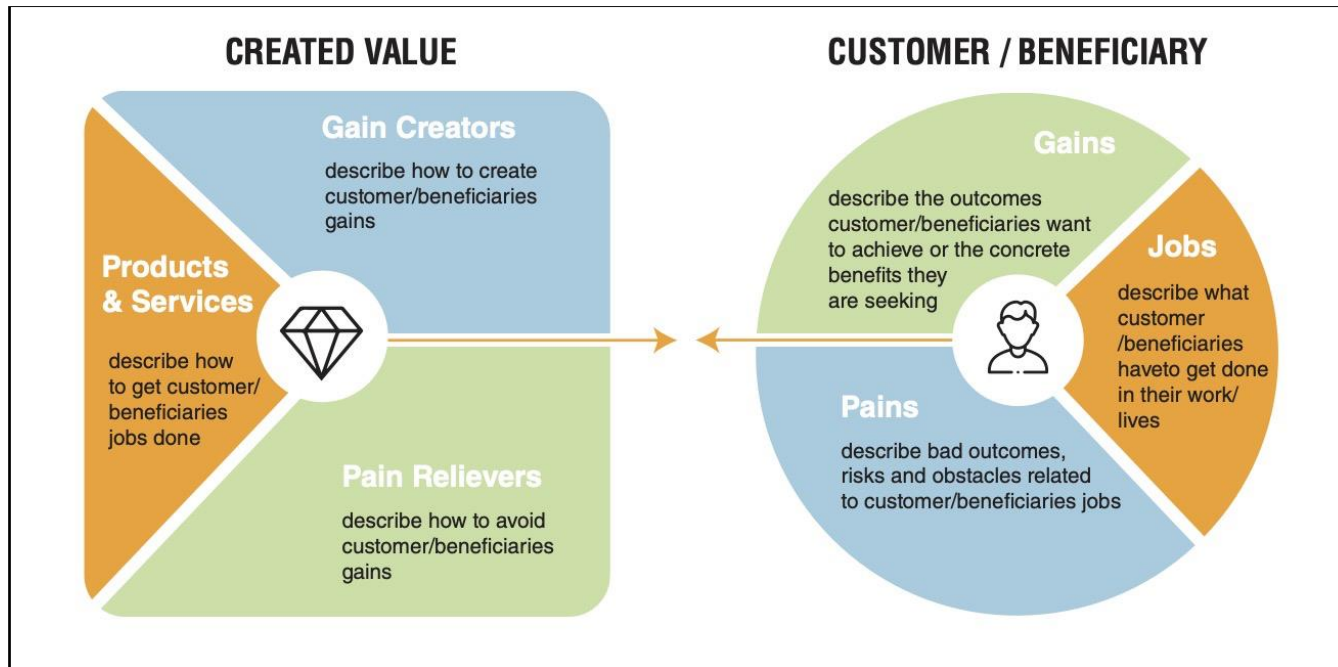 CREATED VALUE
Gain Creators
describe how to create
customer/beneficiaries
gains
Products
& Services
describe how
to get customer/
beneficiaries
jobs done
Pain Relievers
describe how to avoid
customer/beneficiaries
gains
CUSTOMER / BENEFICIARY
Gains
describe the outcomes
customer/beneficiaries want
to achieve or the concrete
benefits they
are seeking
Jobs
describe what
customer
/beneficiaries
haveto get done
in their work/
lives
Pains
describe bad outcomes,
risks and obstacles related
to customer/beneficiaries jobs